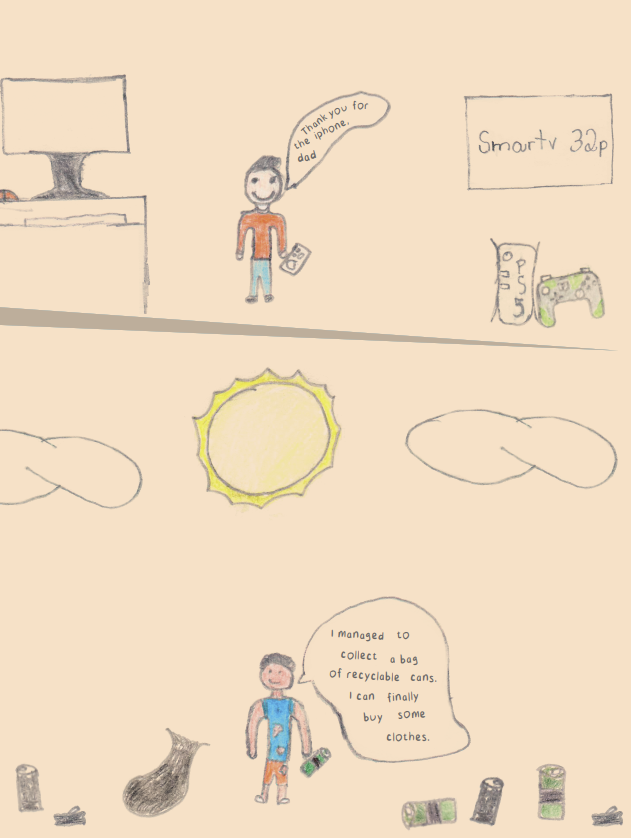 Thank you for
the iphone.
dad
Smartv 32p
P
S
5
I managed to
collect a bag
of recyclable cans.
I can finally
buy some
clothes.